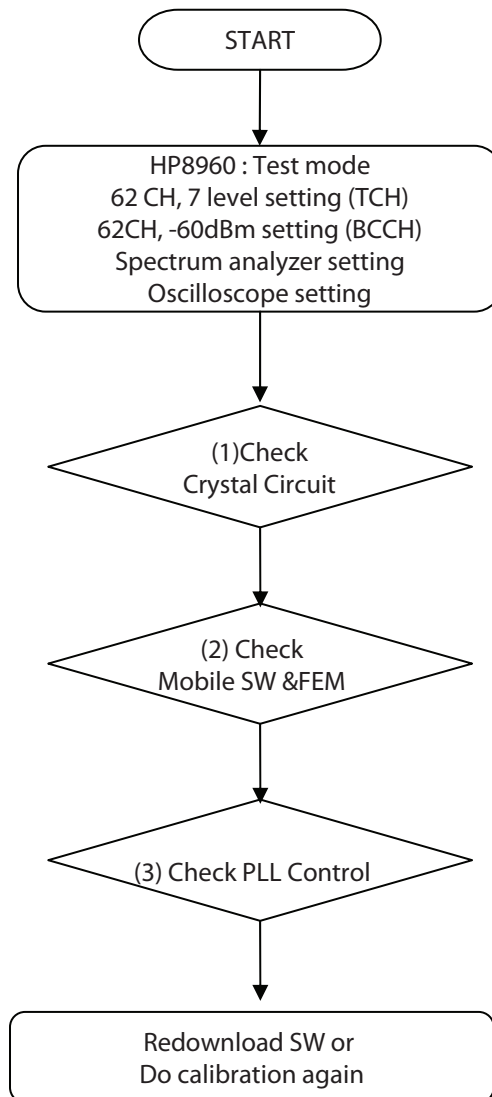 START
HP8960 : Test mode
62 CH, 7 level setting (TCH)
62CH, -60dBm setting (BCCH)
Spectrum analyzer setting
Oscilloscope setting
(1)Check
Crystal Circuit
(2) Check
Mobile SW &FEM
(3) Check PLL Control
Redownload SW or
Do calibration again